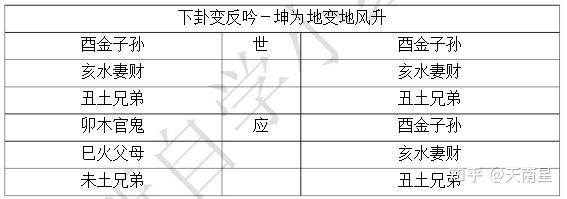 下卦变反吟－坤为地变地风升
酉金子孙 世 酉金子孙
亥水妻财 亥水妻财
丑土兄弟 丑土兄弟
卯木官鬼 应 酉金子孙
巳火父母 亥水妻财
未土兄弟 丑土兄弟
自学小
知乎 @天南星